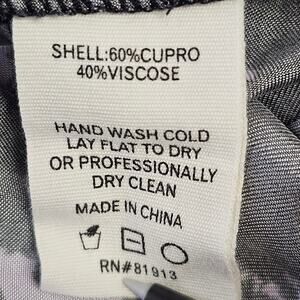 SHELL:60%CUPRO
40%VISCOSE
HAND WASH COLD
LAY FLAT TO DRY
OR PROFESSIONALLY
DRY CLEAN
MADE IN CHINA
RN#81913